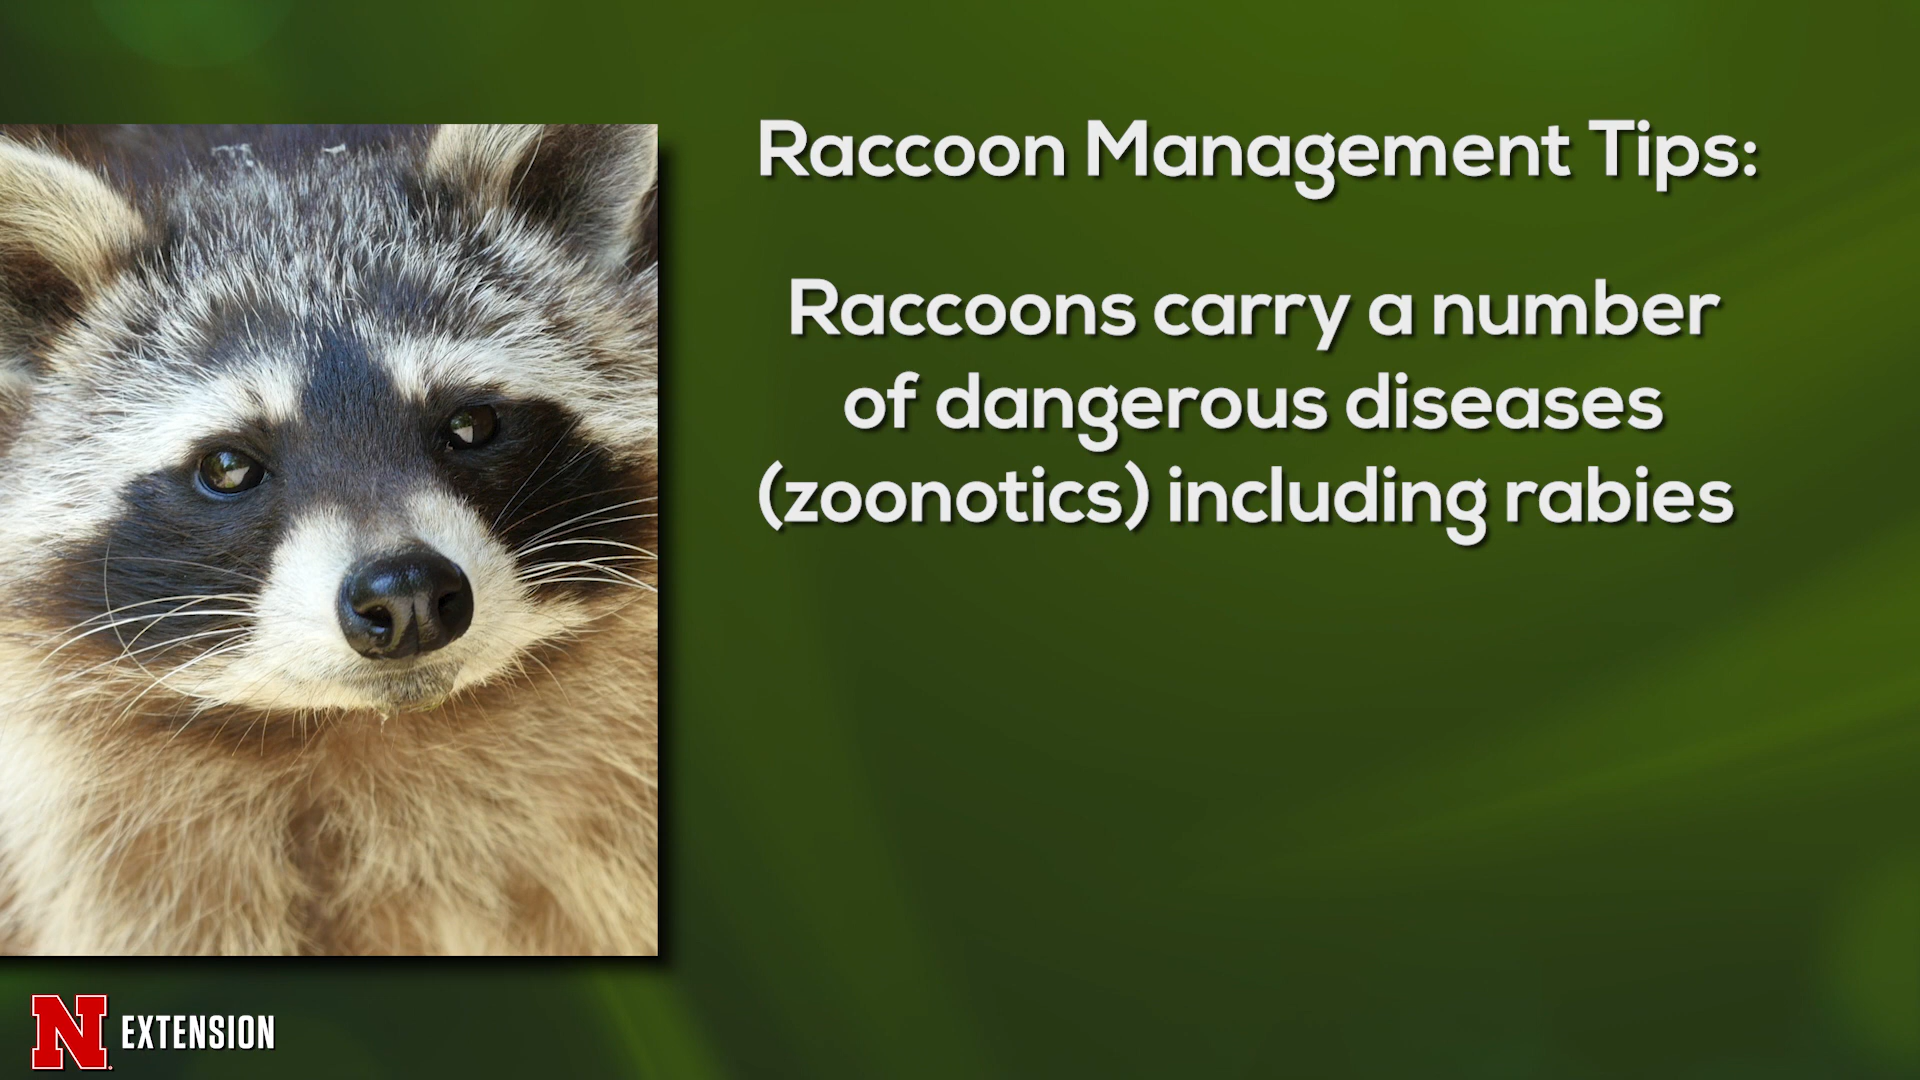 Raccoon Management Tips:
Raccoons carry a number
of dangerous diseases
(zoonotics) including rabies
N EXTENSION